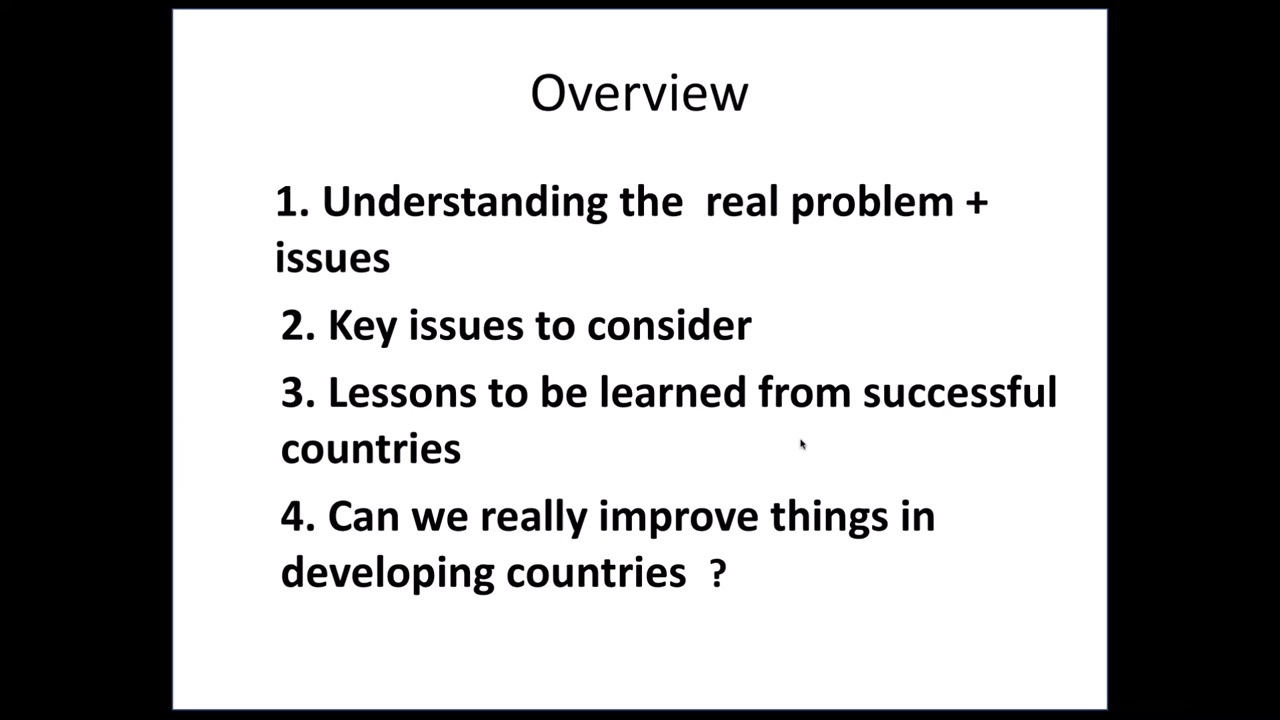 Overview
1. Understanding the  real problem +
issues
2. Key issues to consider
3. Lessons to be learned from successful
countries
4. Can we really improve things in
developing countries  ?